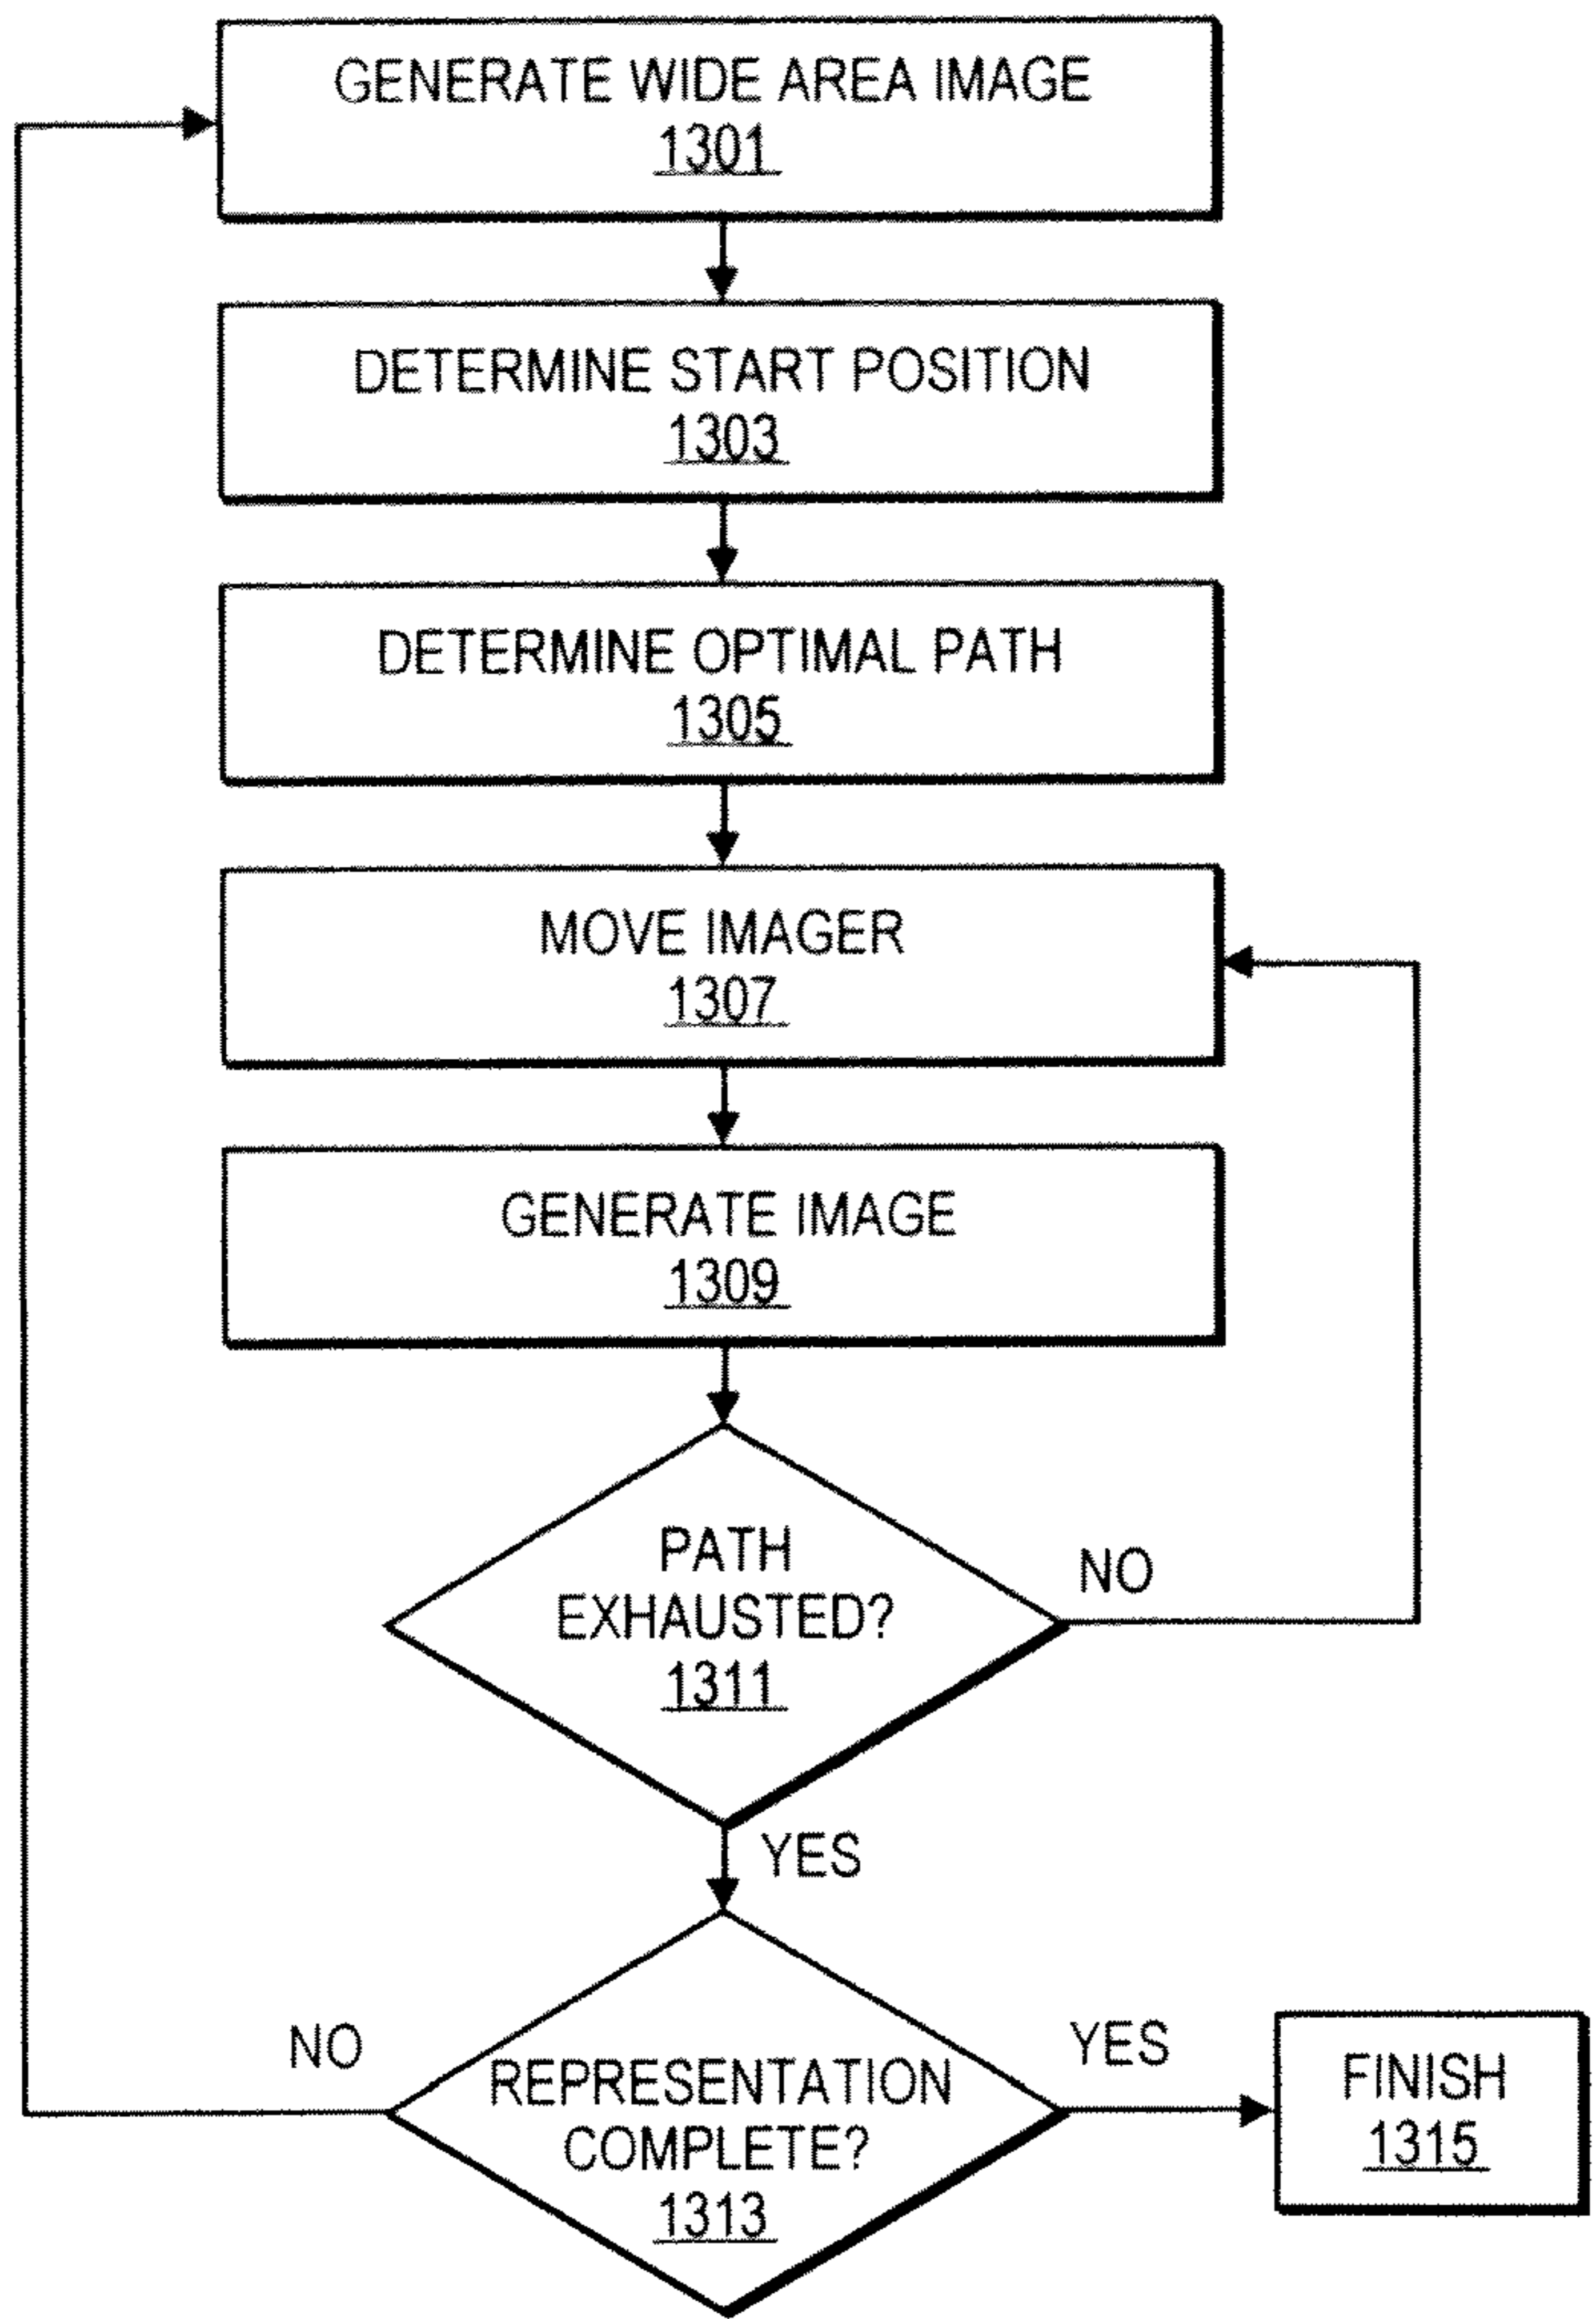 GENERATE WIDE AREA IMAGE
1301
DETERMINE START POSITION
1303
DETERMINE OPTIMAL PATH
1305
MOVE IMAGER
1307
GENERATE IMAGE
1309
PATH
EXHAUSTED?
1311
NO
YES
NO
REPRESENTATION
COMPLETE?
1313
YES
FINISH
1315